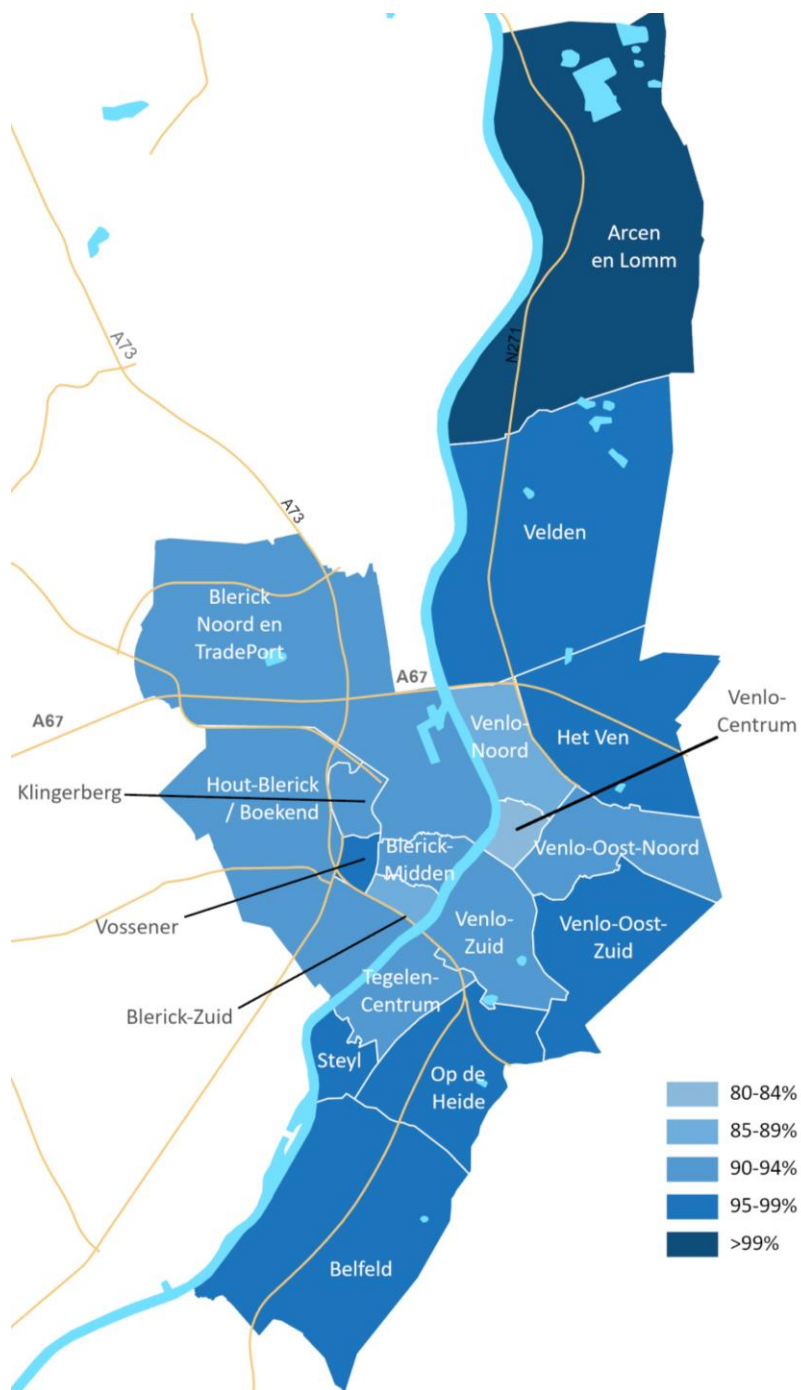 Arcen
en Lomm
A73
N271
A73
Velden
Blerick
Noord en
TradePort
A67
A67
Venlo-
Noord
Het Ven
Venlo-
Centrum
Klingerberg
Hout-Blerick
/ Boekend
Blerick-
Midden
Venlo-Oost-Noord
Vossener
Venlo-
Zuid
Venlo-Oost-
Zuid
Blerick-Zuid
Tegelen-
Centrum
Steyl
Op de
Heide
Belfeld
80-84%
85-89%
90-94%
95-99%
>99%